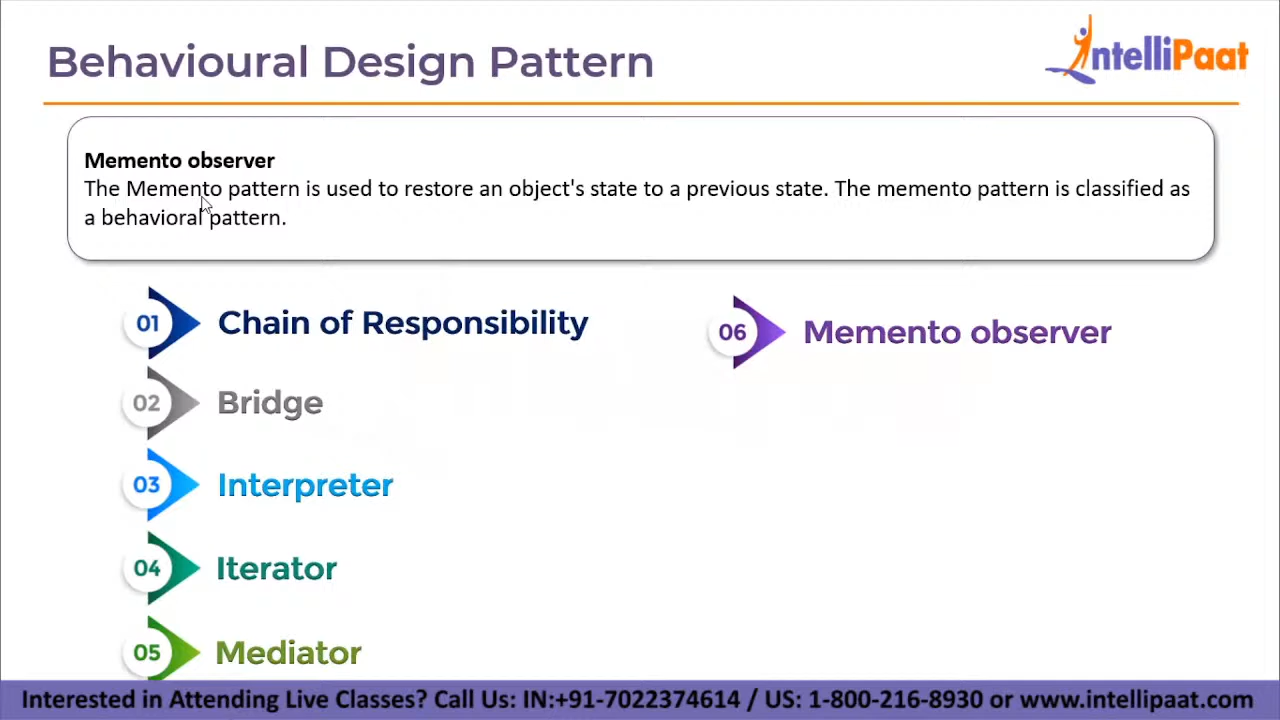 Behavioural Design Pattern
IntelliPaat
Memento observer
The Memento pattern is used to restore an object's state to a previous state. The memento pattern is classified as
a behavioral pattern.
01 Chain of Responsibility
02 Bridge
03 Interpreter
04 Iterator
05 Mediator
06 Memento observer
Interested in Attending Live Classes? Call Us: IN:+91-7022374614 / US: 1-800-216-8930 or www.intellipaat.com